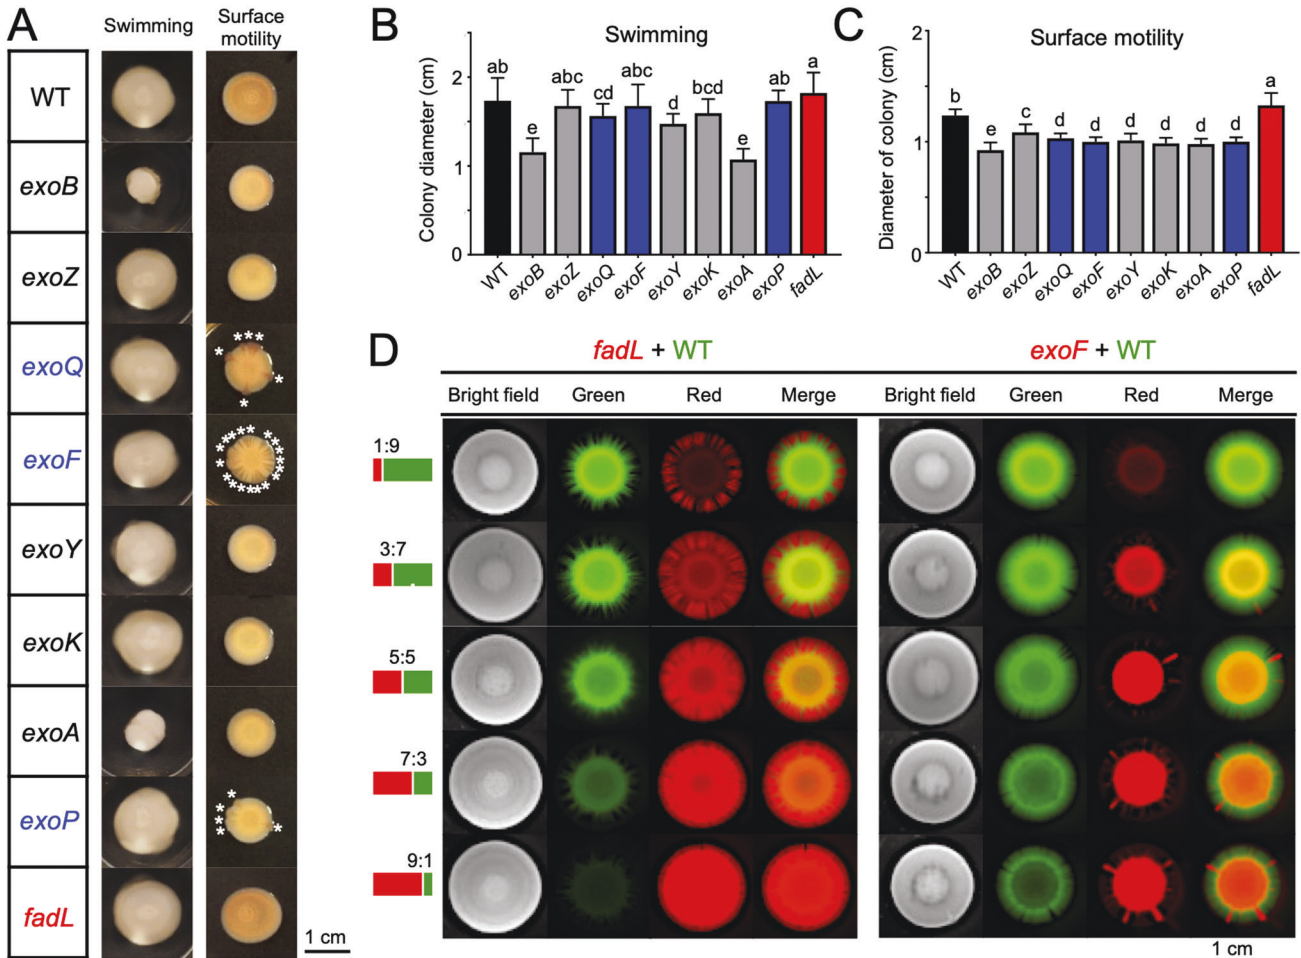 A
Swimming
Surface
motility
WT
exoB
exoZ
exoQ
***
*
*
*
exoF
exoY
exoK
exoA
exoP
*
*
*
*
*
fadL
1 cm
B
Swimming
Colony diameter (cm)
2
1
0
ab
e
abc
cd
abc
d
bcd
e
ab
a
WT
exoB
exoZ
exoQ
exoF
exoY
exoK
exoA
exoP
fadL
C
Surface motility
Diameter of colony (cm)
2
1
0
b
e
c
d
d
d
d
d
d
a
WT
exoB
exoZ
exoQ
exoF
exoY
exoK
exoA
exoP
fadL
D
fadL + WT
exoF + WT
Bright field Green Red Merge
Bright field Green Red Merge
1:9
3:7
5:5
7:3
9:1
1 cm